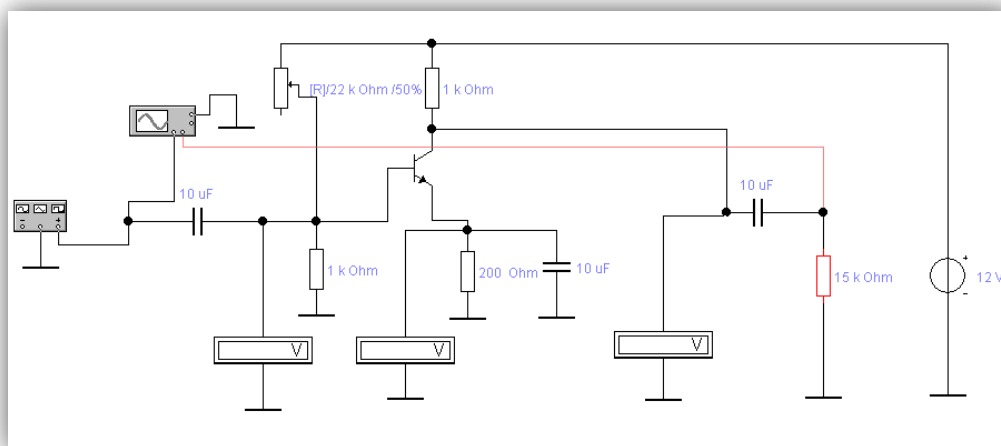 [R]/22 k Ohm /50%
1 k Ohm
10 uF
10 uF
1 k Ohm
200 Ohm
10 uF
15 k Ohm
12 V
V
V
V